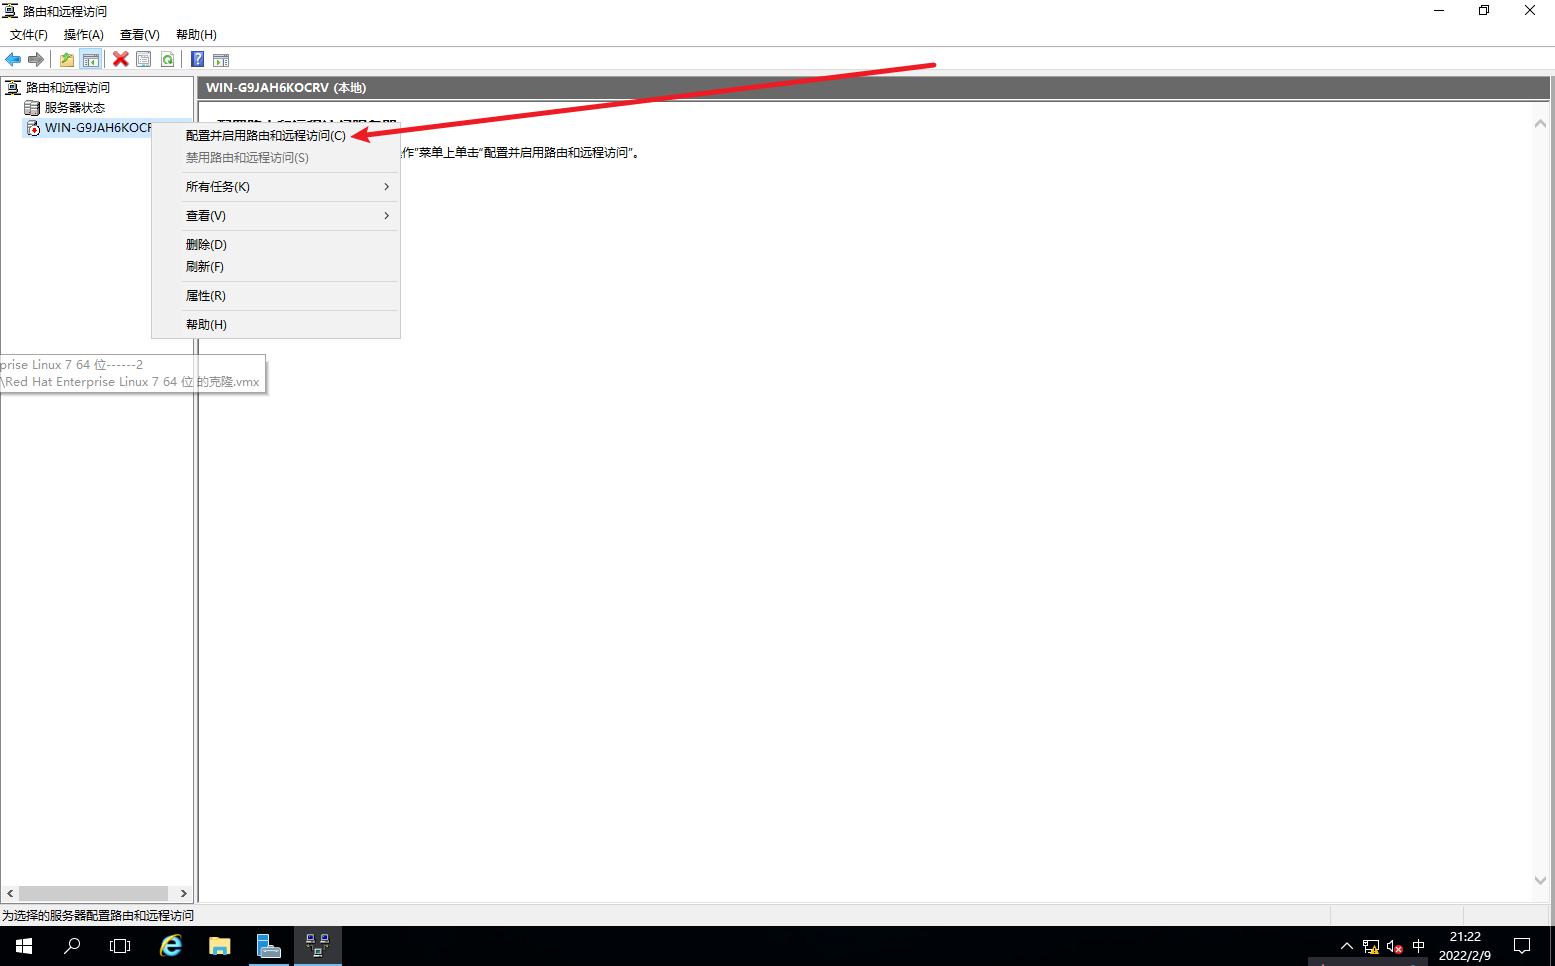 路由和远程访问
文件(F) 操作(A) 查看(V) 帮助(H)
路由和远程访问
服务器状态
WIN-G9JAH6KOCR
WIN-G9JAH6KOCRV (本地)
配置并启用路由和远程访问(C)
禁用路由和远程访问(S)
所有任务(K)
查看(V)
删除(D)
刷新(F)
属性(R)
帮助(H)
作”菜单上单击“配置并启用路由和远程访问”。
prise Linux 7 64 位------2
\Red Hat Enterprise Linux 7 64 位 的克隆.vmx
为选择的服务器配置路由和远程访问
中
21:22
2022/2/9